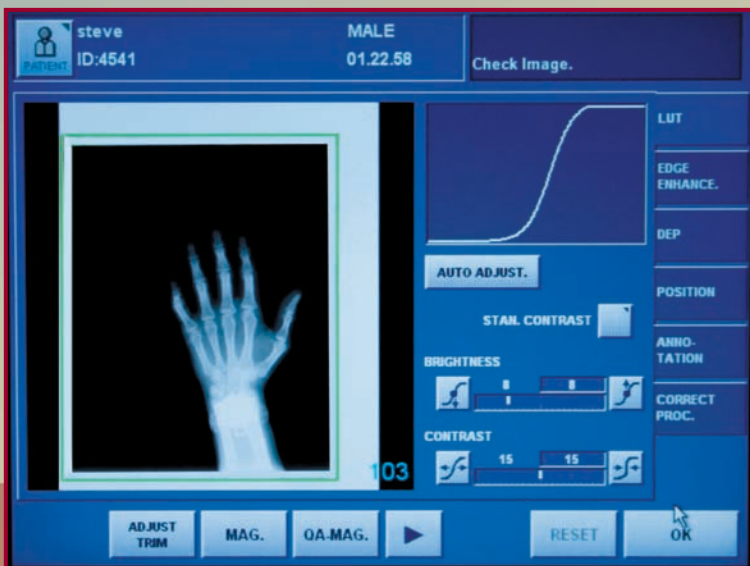 steve
MALE
PATIENT
ID:4541
01.22.58
Check Image.
LUT
EDGE
ENHANCE.
DEP
AUTO ADJUST.
POSITION
STAN. CONTRAST
ANNO-
TATION
BRIGHTNESS
8
8
CORRECT
PROC.
CONTRAST
15
15
103
ADJUST
TRIM
MAG.
QA-MAG.
RESET
OK